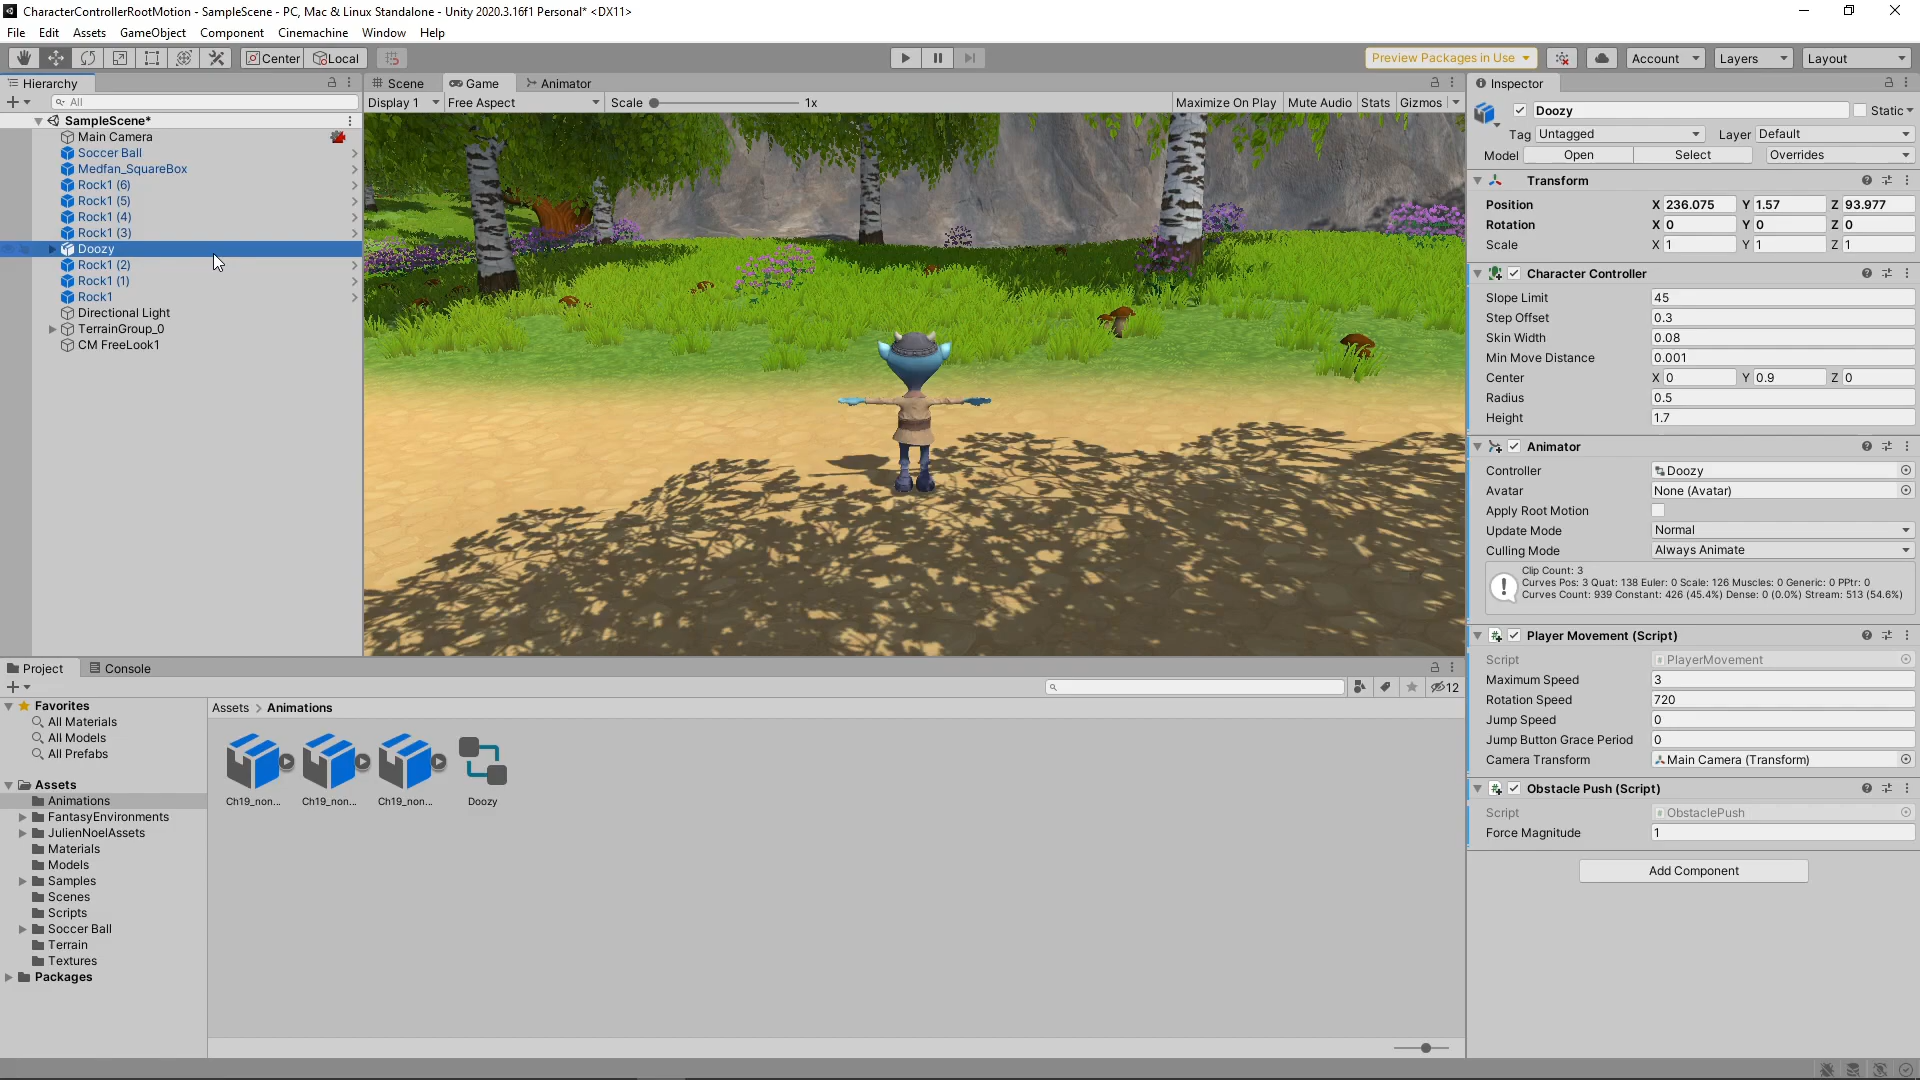 CharacterControllerRootMotion - SampleScene - PC, Mac & Linux Standalone - Unity 2020.3.16f1 Personal* <DX11>
File Edit Assets GameObject Component Cinemachine Window Help
Center Local Preview Packages in Use Account Layers Layout
Hierarchy
All
SampleScene*
Main Camera
Soccer Ball
Medfan_SquareBox
Rock1 (6)
Rock1 (5)
Rock1 (4)
Rock1 (3)
Doozy
Rock1 (2)
Rock1 (1)
Rock1
Directional Light
TerrainGroup_0
CM FreeLook1
Scene Game Animator
Display 1 Free Aspect Scale 1x Maximize On Play Mute Audio Stats Gizmos
Inspector
Doozy Static
Tag Untagged Layer Default
Model Open Select Overrides
Transform
Position X 236.075 Y 1.57 Z 93.977
Rotation X 0 Y 0 Z 0
Scale X 1 Y 1 Z 1
Character Controller
Slope Limit 45
Step Offset 0.3
Skin Width 0.08
Min Move Distance 0.001
Center X 0 Y 0.9 Z 0
Radius 0.5
Height 1.7
Animator
Controller Doozy
Avatar None (Avatar)
Apply Root Motion
Update Mode Normal
Culling Mode Always Animate
Clip Count: 3
Curves Pos: 3 Quat: 138 Euler: 0 Scale: 126 Muscles: 0 Generic: 0 PPtr: 0
Curves Count: 939 Constant: 426 (45.4%) Dense: 0 (0.0%) Stream: 513 (54.6%)
Player Movement (Script)
Script PlayerMovement
Maximum Speed 3
Rotation Speed 720
Jump Speed 0
Jump Button Grace Period 0
Camera Transform Main Camera (Transform)
Obstacle Push (Script)
Script ObstaclePush
Force Magnitude 1
Add Component
Project Console
12
Favorites
All Materials
All Models
All Prefabs
Assets
Animations
FantasyEnvironments
JulienNoelAssets
Materials
Models
Samples
Scenes
Scripts
Soccer Ball
Terrain
Textures
Packages
Assets > Animations
Ch19_non... Ch19_non... Ch19_non... Doozy